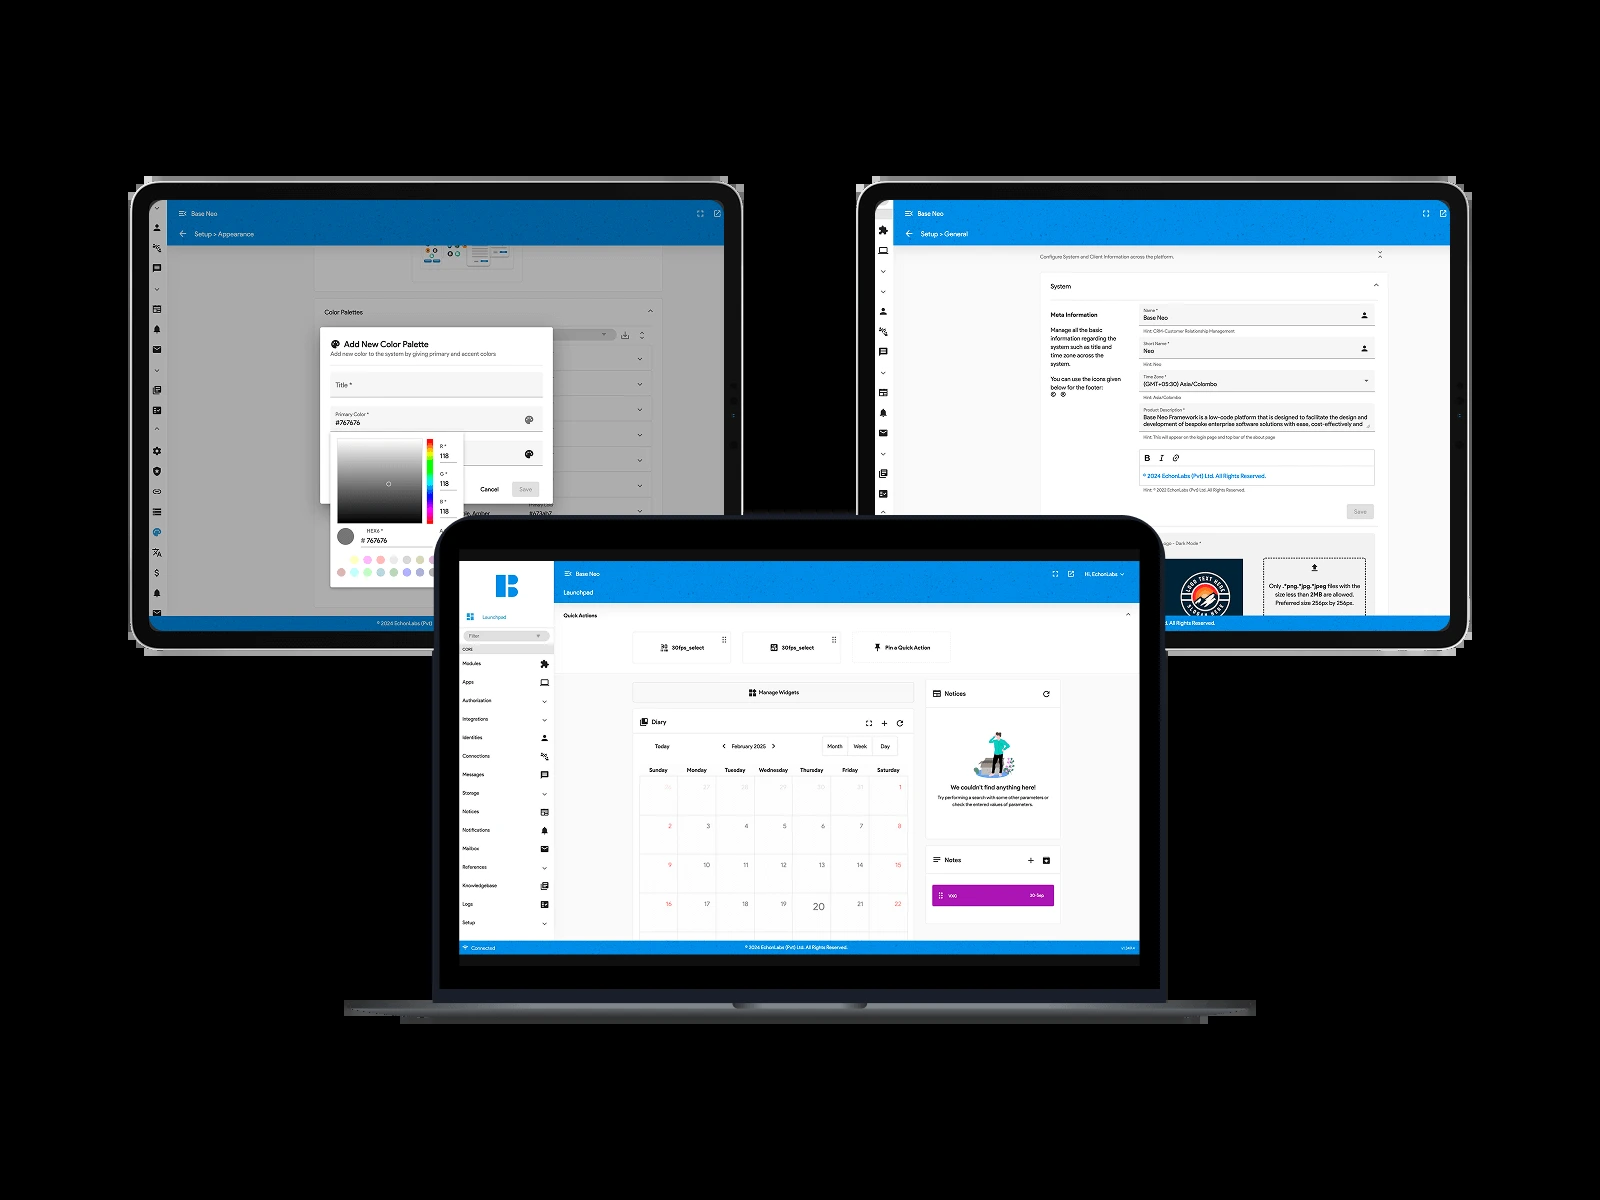 Base Neo
Setup > Appearance
Color Palettes
Add New Color Palette
Add new color to the system by giving primary and accent colors
Title *
Primary Color *
#767676
R *
118
G *
118
B *
118
Cancel
Save
HEX6 *
# 767676
© 2024 EchonLabs (Pvt)
Base Neo
Setup > General
Configure System and Client Information across the platform.
System
Meta Information
Manage all the basic
information regarding the
system such as title and
time zone across the
system.
You can use the icons given
below for the footer:
Name *
Base Neo
Hint: CRM-Customer Relationship Management
Short Name *
Neo
Hint: Neo
Time Zone *
(GMT+05:30) Asia/Colombo
Hint: Asia/Colombo
Product Description *
Base Neo Framework is a low-code platform that is designed to facilitate the design and
development of bespoke enterprise software solutions with ease, cost-effectively and
Hint: This will appear on the login page and top bar of the about page
B I
© 2024 EchonLabs (Pvt) Ltd. All Rights Reserved.
Hint: © 2022 EchonLabs (Pvt) Ltd. All Rights Reserved.
Save
ogo - Dark Mode *
LOGO TEXT HERE
SLOGAN HERE
Only .*png,*.jpg,*.jpeg files with the
size less than 2MB are allowed.
Preferred size 256px by 256px.
. All Rights Reserved.
Base Neo
Hi, EchonLabs
Launchpad
Launchpad
Filter
CORE
Modules
Apps
Authorization
Integrations
Identities
Connections
Messages
Storage
Notices
Notifications
Mailbox
References
Knowledgebase
Logs
Setup
Connected
Quick Actions
30fps_select
30fps_select
Pin a Quick Action
Manage Widgets
Diary
Today
February 2025
Month Week Day
Sunday Monday Tuesday Wednesday Thursday Friday Saturday
26 27 28 29 30 31 1
2 3 4 5 6 7 8
9 10 11 12 13 14 15
16 17 18 19 20 21 22
Notices
We couldn't find anything here!
Try performing a search with some other parameters or
check the entered values of parameters.
Notes
20-Sep
© 2024 EchonLabs (Pvt) Ltd. All Rights Reserved.